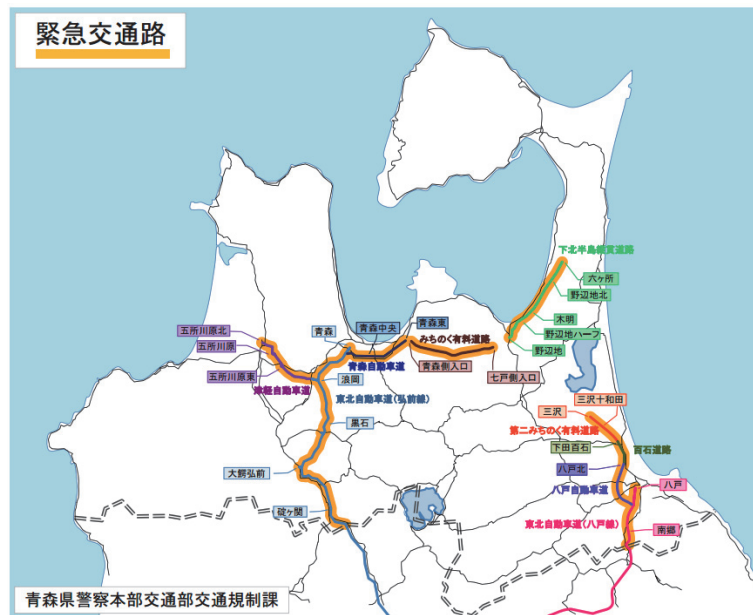 緊急交通路
下北半島縦貫道路
六ヶ所
野辺地北
木明
野辺地ハーフ
野辺地
五所川原北
五所川原
五所川原東
津軽自動車道
青森
青森中央
青森東
みちのく有料道路
青森自動車道
青森側入口
七戸側入口
浪岡
東北自動車道(弘前線)
黒石
大鰐弘前
碇ヶ関
三沢十和田
三沢
第二みちのく有料道路
下田百石
百石道路
八戸北
八戸自動車道
八戸
東北自動車道(八戸線)
南郷
青森県警察本部交通部交通規制課